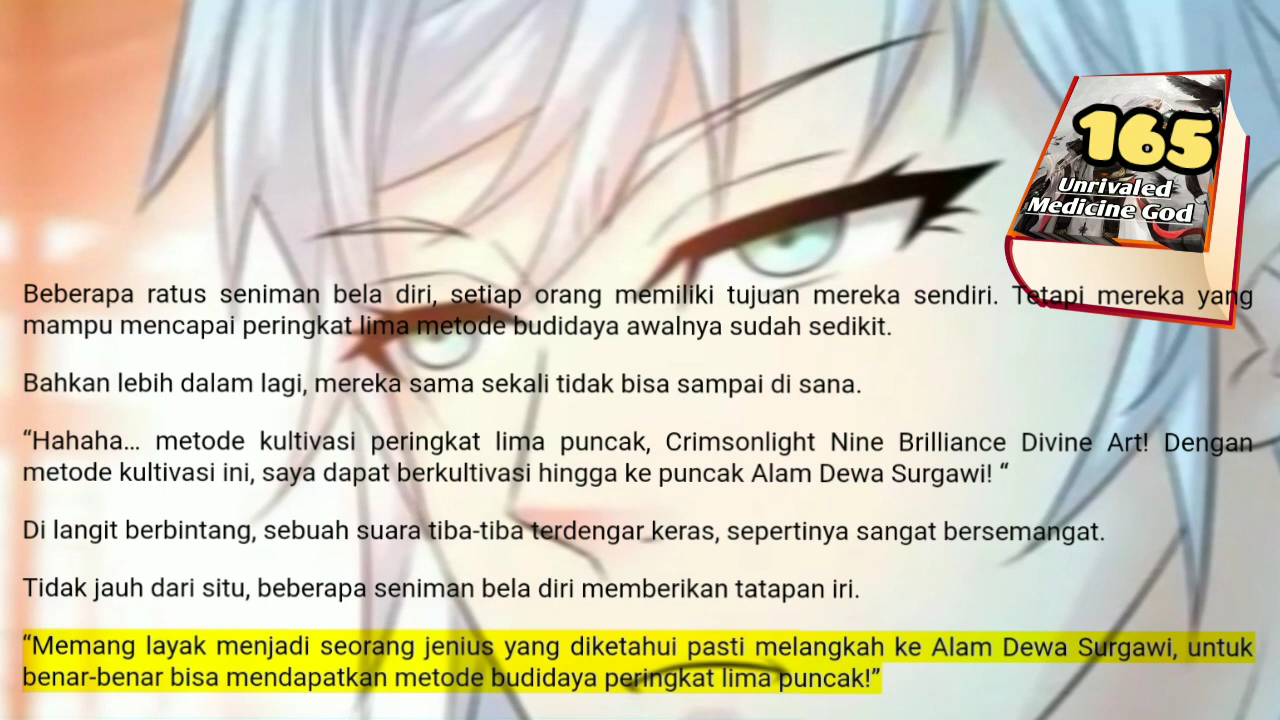 165
Unrivaled
Medicine God
Beberapa ratus seniman bela diri, setiap orang memiliki tujuan mereka sendiri. Tetapi mereka yang
mampu mencapai peringkat lima metode budidaya awalnya sudah sedikit.
Bahkan lebih dalam lagi, mereka sama sekali tidak bisa sampai di sana.
“Hahaha... metode kultivasi peringkat lima puncak, Crimsonlight Nine Brilliance Divine Art! Dengan
metode kultivasi ini, saya dapat berkultivasi hingga ke puncak Alam Dewa Surgawi! “
Di langit berbintang, sebuah suara tiba-tiba terdengar keras, sepertinya sangat bersemangat.
Tidak jauh dari situ, beberapa seniman bela diri memberikan tatapan iri.
“Memang layak menjadi seorang jenius yang diketahui pasti melangkah ke Alam Dewa Surgawi, untuk
benar-benar bisa mendapatkan metode budidaya peringkat lima puncak!”